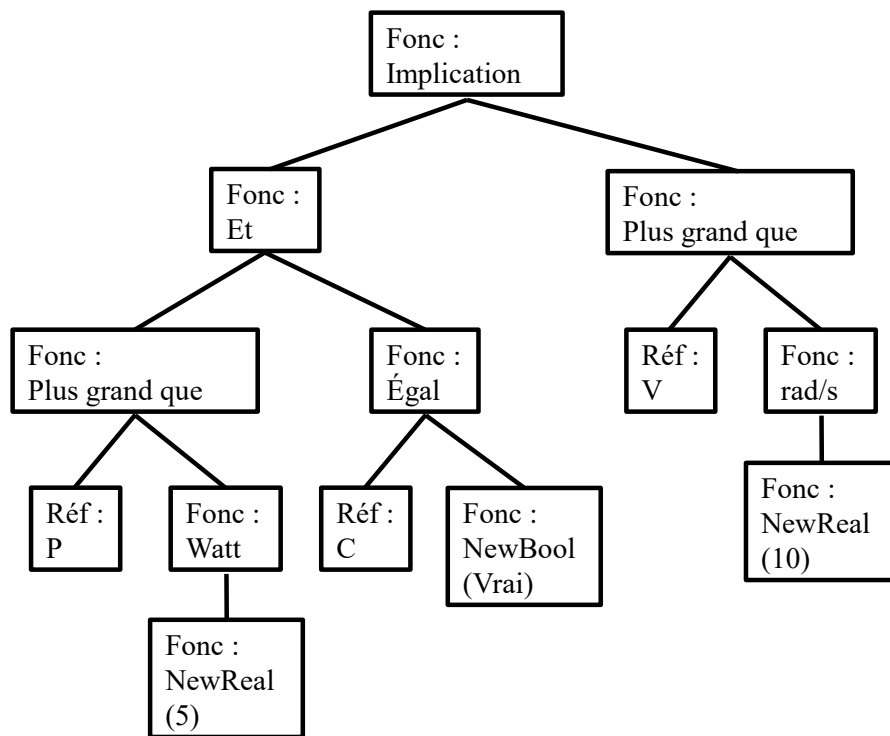 Fonc :
Implication
Fonc :
Et
Fonc :
Plus grand que
Fonc :
Plus grand que
Fonc :
Égal
Réf :
V
Fonc :
rad/s
Réf :
P
Fonc :
Watt
Réf :
C
Fonc :
NewBool
(Vrai)
Fonc :
NewReal
(10)
Fonc :
NewReal
(5)